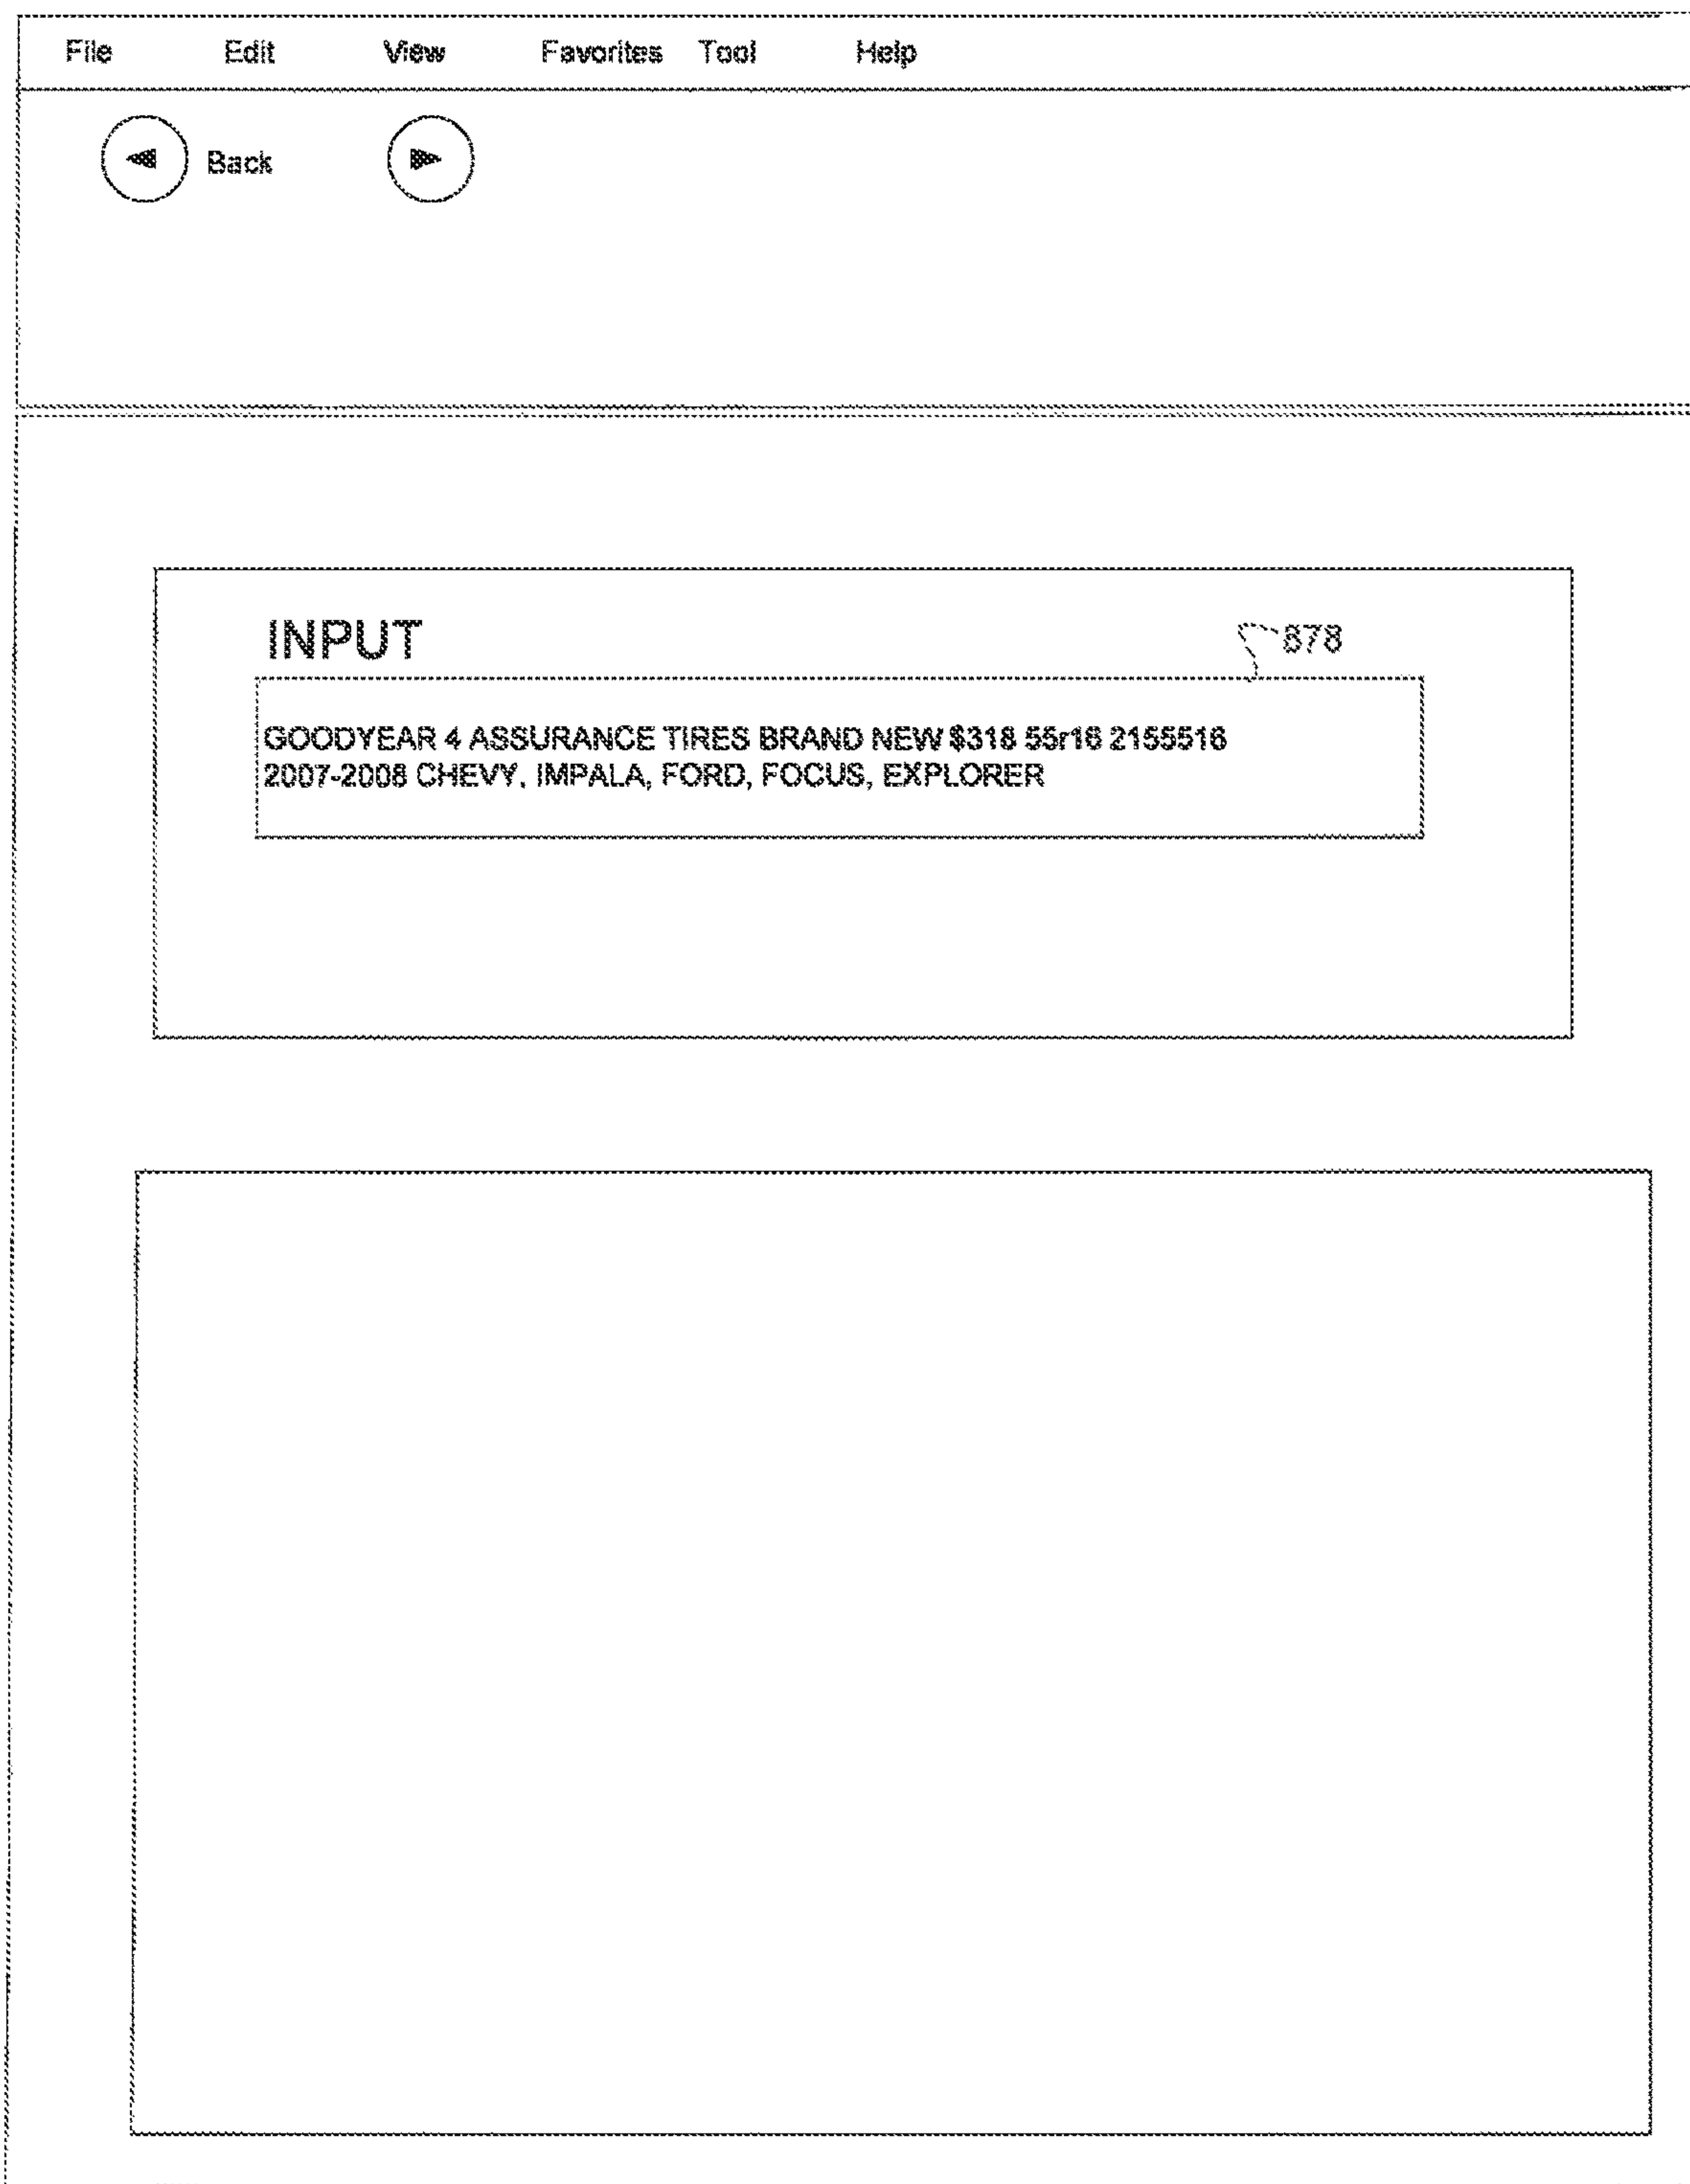 File Edit View Favorites Tool Help
Back
INPUT
878
GOODYEAR 4 ASSURANCE TIRES BRAND NEW $318 55r16 2155516
2007-2008 CHEVY, IMPALA, FORD, FOCUS, EXPLORER